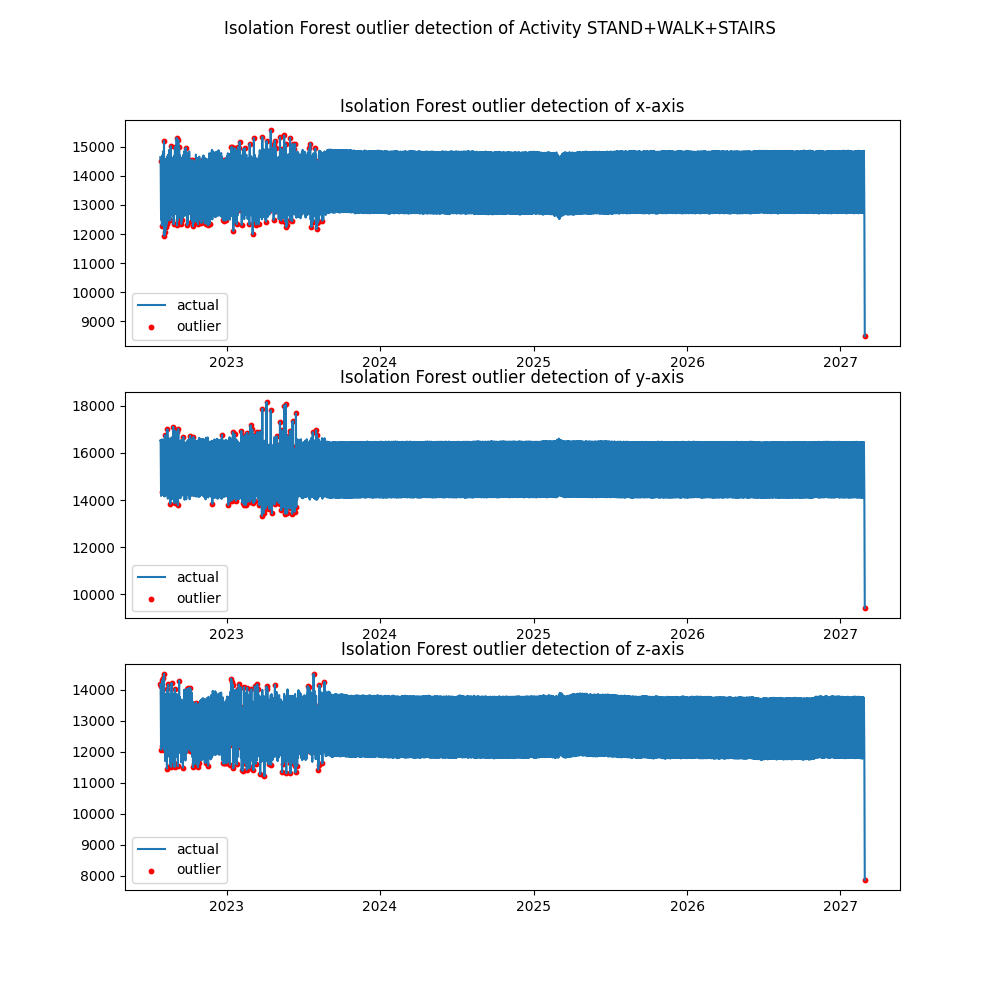 Isolation Forest outlier detection of Activity STAND+WALK+STAIRS
Isolation Forest outlier detection of x-axis
15000
14000
13000
12000
11000
10000
9000
actual
outlier
2023 2024 2025 2026 2027
Isolation Forest outlier detection of y-axis
18000
16000
14000
12000
10000
actual
outlier
2023 2024 2025 2026 2027
Isolation Forest outlier detection of z-axis
14000
13000
12000
11000
10000
9000
8000
actual
outlier
2023 2024 2025 2026 2027